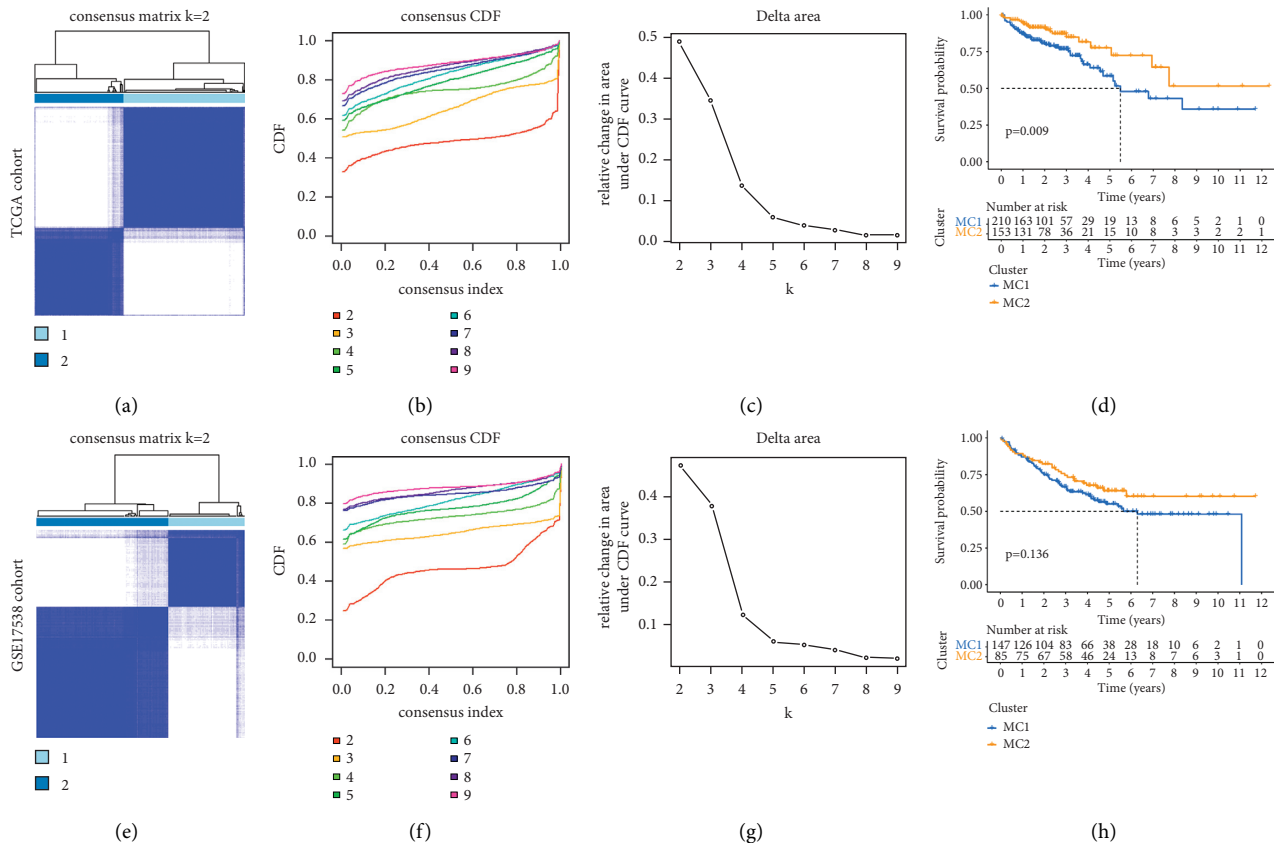 consensus matrix k=2
TCGA cohort
1
2
(a)
consensus CDF
CDF
1.0
0.8
0.6
0.4
0.2
0.0
0.0 0.2 0.4 0.6 0.8 1.0
consensus index
2 6
3 7
4 8
5 9
(b)
Delta area
relative change in area
under CDF curve
0.5
0.4
0.3
0.2
0.1
0.0
2 3 4 5 6 7 8 9
k
(c)
Survival probability
1.00
0.75
0.50
0.25
0.00
p=0.009
0 1 2 3 4 5 6 7 8 9 10 11 12
Time (years)
Number at risk
Cluster
MC1 210 163 101 57 29 19 13 8 6 5 2 1 0
MC2 153 131 78 36 21 15 10 8 3 3 2 2 1
0 1 2 3 4 5 6 7 8 9 10 11 12
Time (years)
Cluster
MC1
MC2
(d)
consensus matrix k=2
GSE17538 cohort
1
2
(e)
consensus CDF
CDF
1.0
0.8
0.6
0.4
0.2
0.0
0.0 0.2 0.4 0.6 0.8 1.0
consensus index
2 6
3 7
4 8
5 9
(f)
Delta area
relative change in area
under CDF curve
0.4
0.3
0.2
0.1
2 3 4 5 6 7 8 9
k
(g)
Survival probability
1.00
0.75
0.50
0.25
0.00
p=0.136
0 1 2 3 4 5 6 7 8 9 10 11 12
Time (years)
Number at risk
Cluster
MC1 147 126 104 83 66 38 28 18 10 6 2 1 0
MC2 85 75 67 58 46 24 13 8 7 6 3 1 0
0 1 2 3 4 5 6 7 8 9 10 11 12
Time (years)
Cluster
MC1
MC2
(h)